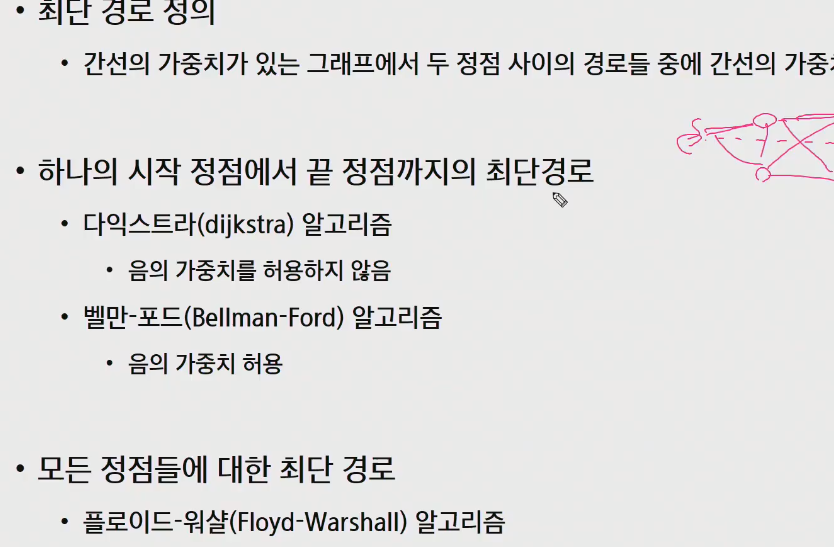 • 최단 경로 정의
• 간선의 가중치가 있는 그래프에서 두 정점 사이의 경로들 중에 간선의
• 하나의 시작 정점에서 끝 정점까지의 최단경로
• 다익스트라(dijkstra) 알고리즘
• 음의 가중치를 허용하지 않음
• 벨만-포드(Bellman-Ford) 알고리즘
• 음의 가중치 허용
• 모든 정점들에 대한 최단 경로
• 플로이드-워샬(Floyd-Warshall) 알고리즘